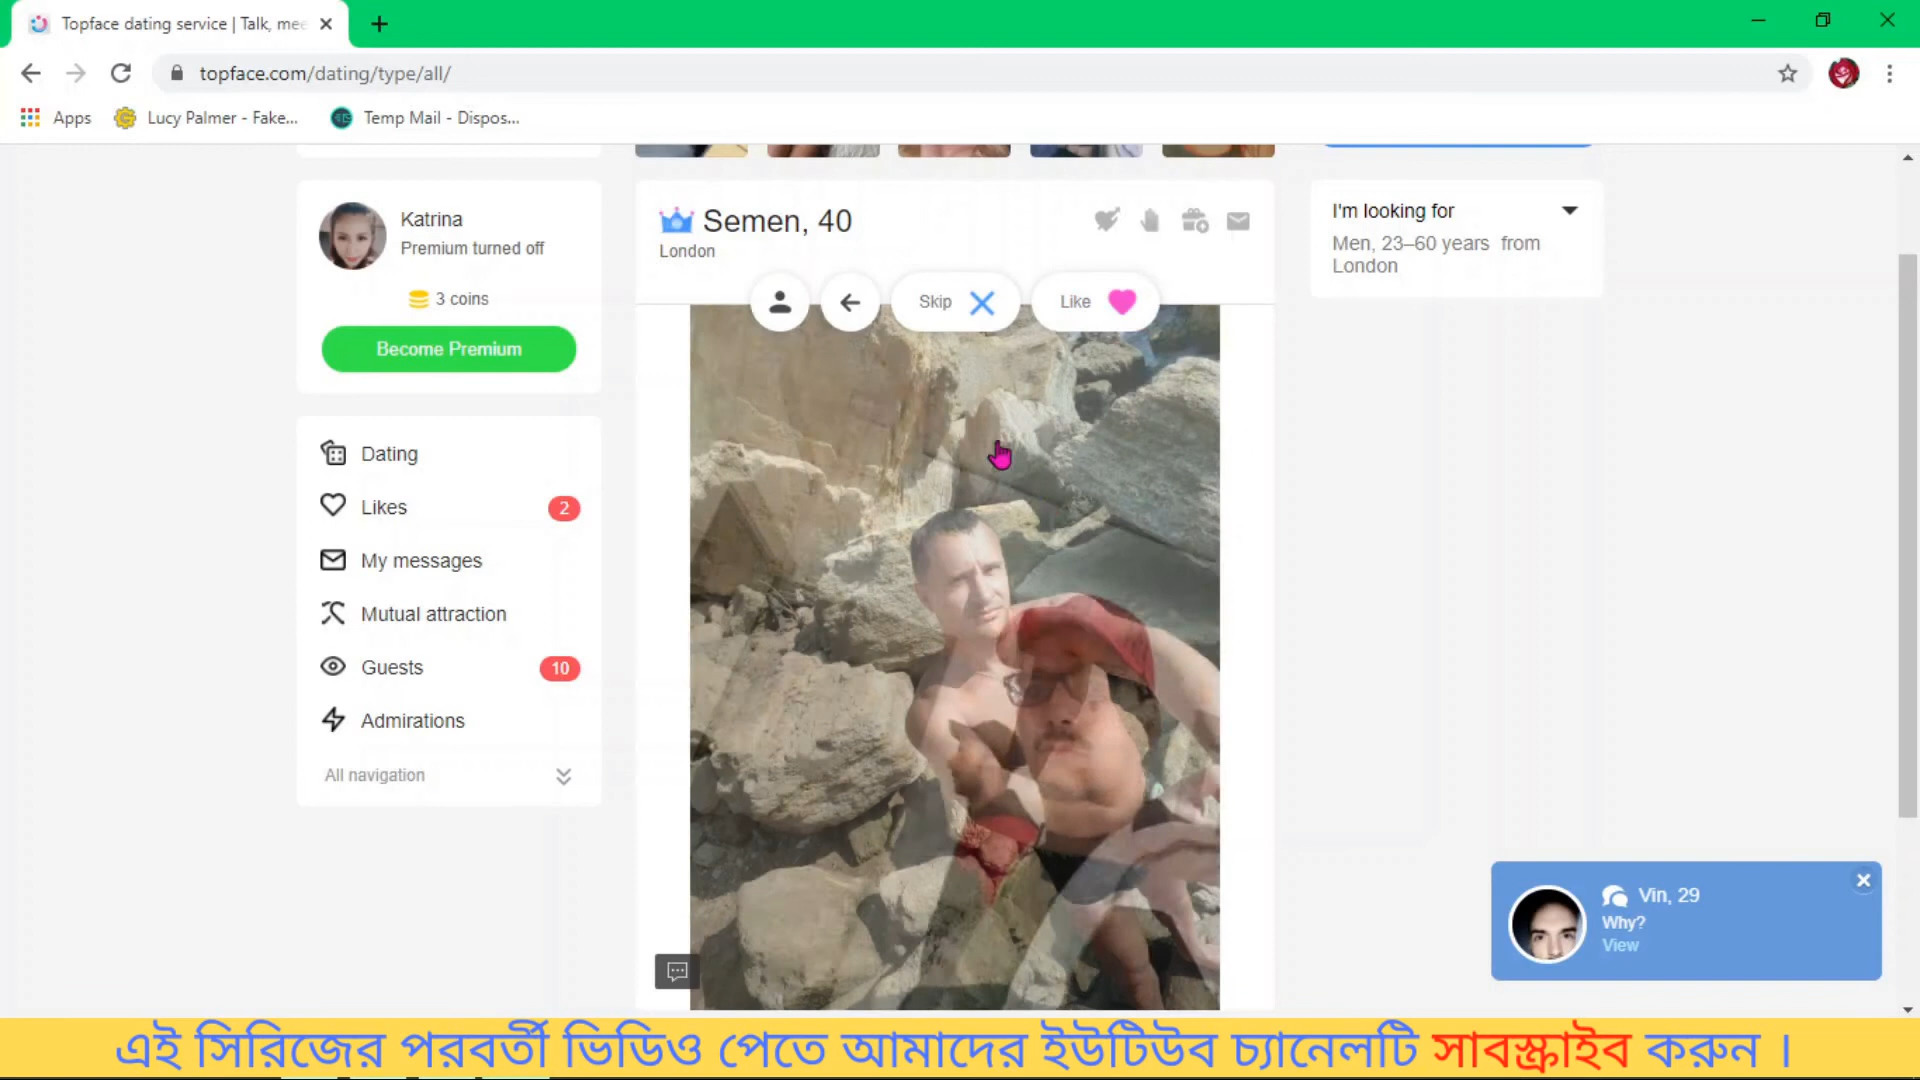 Topface dating service | Talk, mee
topface.com/dating/type/all/
Apps
Lucy Palmer - Fake...
Temp Mail - Dispos...
Katrina
Premium turned off
3 coins
Become Premium
Dating
Likes 2
My messages
Mutual attraction
Guests 10
Admirations
All navigation
Semen, 40
London
Skip
Like
I'm looking for
Men, 23–60 years from
London
Vin, 29
Why?
View
এই সিরিজের পরবর্তী ভিডিও পেতে আমাদের ইউটিউব চ্যানেলটি সাবস্ক্রাইব করুন ।